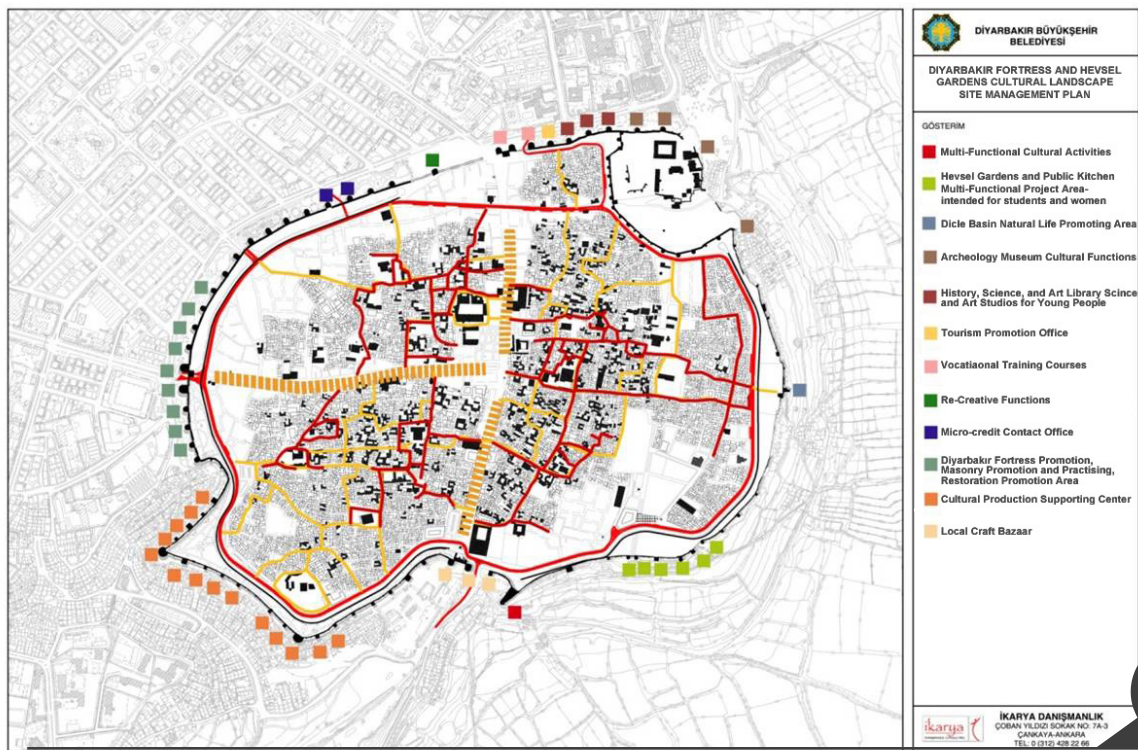 DİYARBAKIR BÜYÜKŞEHİR
BELEDİYESİ
DIYARBAKIR FORTRESS AND HEVSEL
GARDENS CULTURAL LANDSCAPE
SITE MANAGEMENT PLAN
GÖSTERİM
Multi-Functional Cultural Activities
Hevsel Gardens and Public Kitchen
Multi-Functional Project Area-
intended for students and women
Dicle Basin Natural Life Promoting Area
Archeology Museum Cultural Functions
History, Science, and Art Library Scince
and Art Studios for Young People
Tourism Promotion Office
Vocatiaonal Training Courses
Re-Creative Functions
Micro-credit Contact Office
Diyarbakır Fortress Promotion,
Masonry Promotion and Practising,
Restoration Promotion Area
Cultural Production Supporting Center
Local Craft Bazaar
ikarya
İKARYA DANIŞMANLIK
ÇOBAN YILDIZI SOKAK NO: 7A-3
ÇANKAYA-ANKARA
TEL: 0 (312) 428 22 66